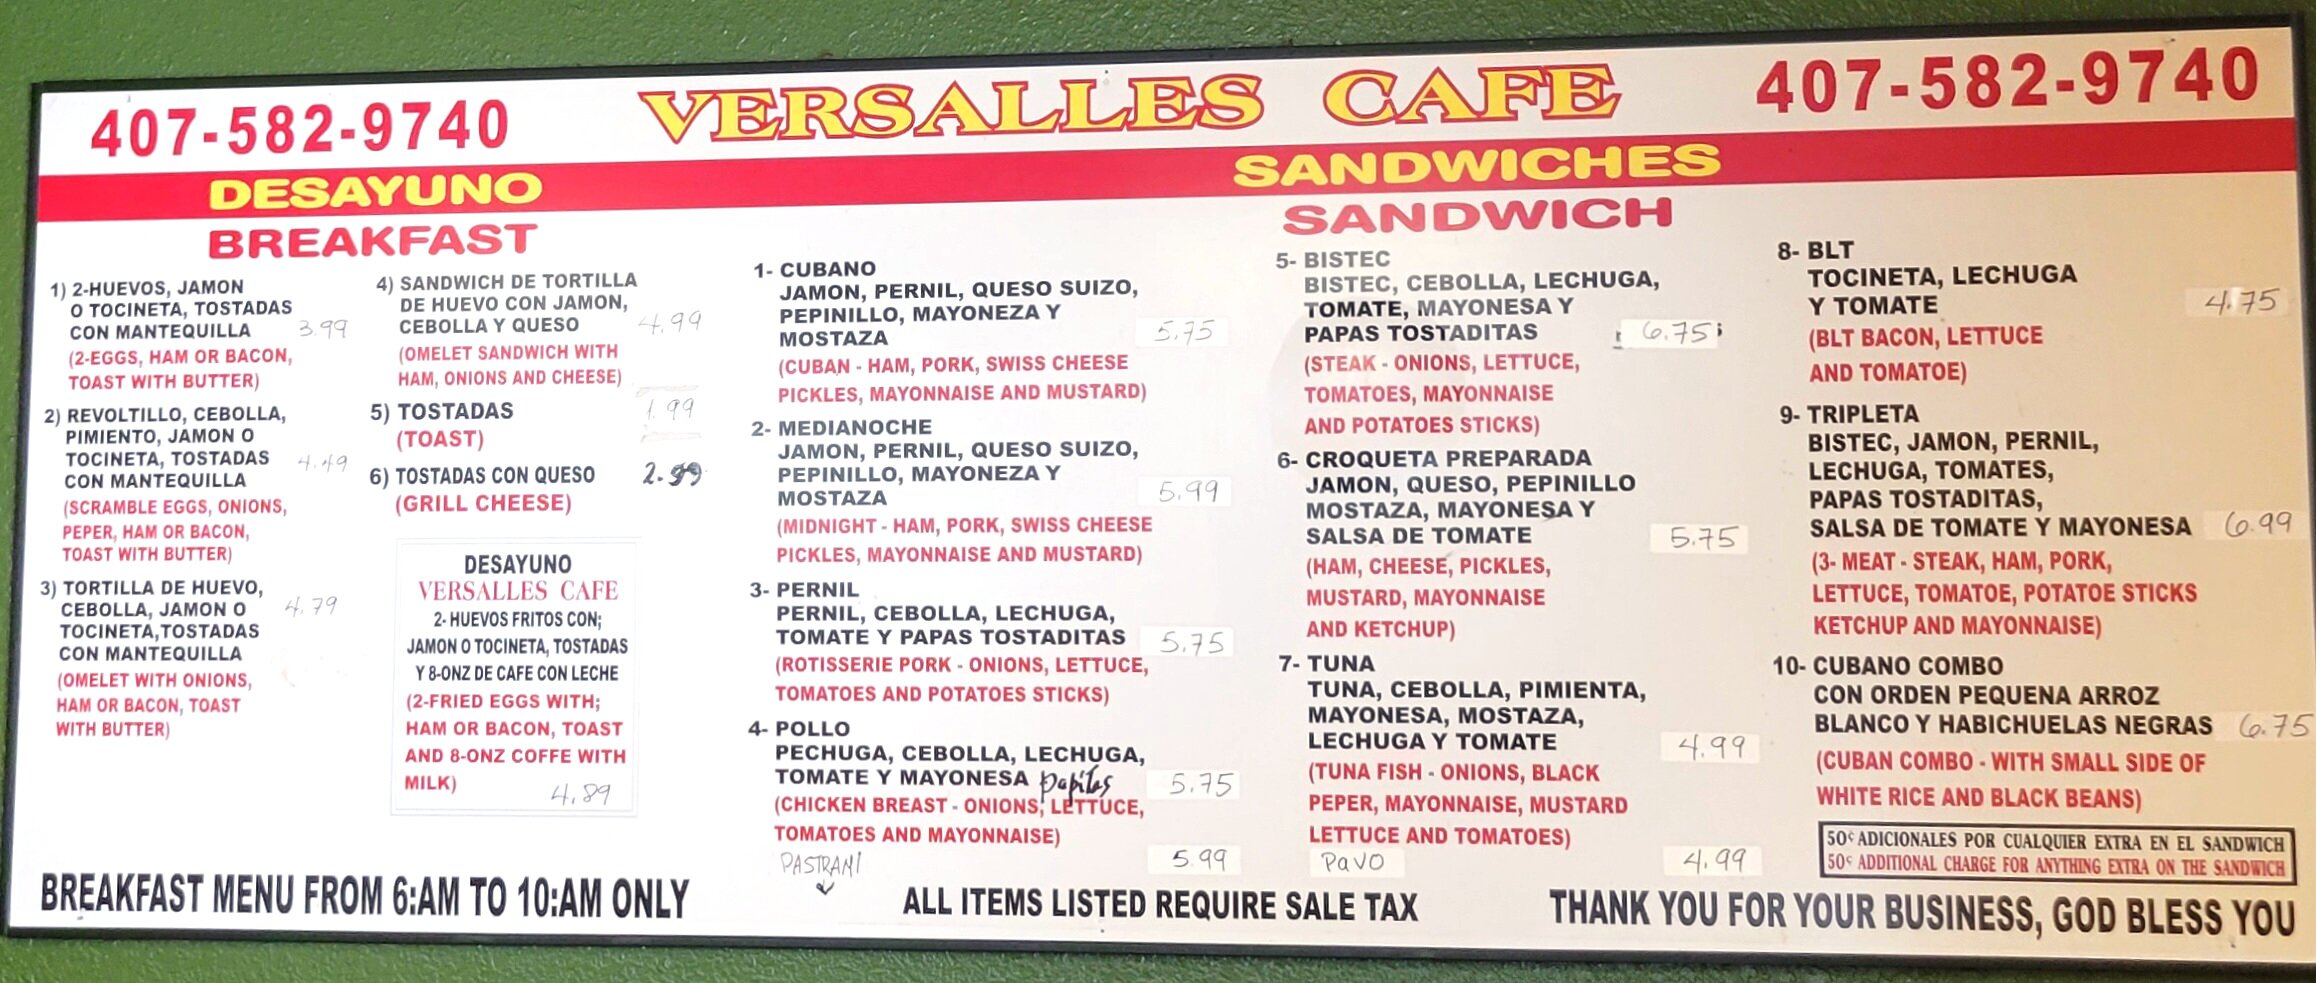 407-582-9740
VERSALLES CAFE
407-582-9740
DESAYUNO
BREAKFAST
1) 2-HUEVOS, JAMON
O TOCINETA, TOSTADAS
CON MANTEQUILLA 3.99
(2-EGGS, HAM OR BACON,
TOAST WITH BUTTER)
2) REVOLTILLO, CEBOLLA,
PIMIENTO, JAMON O
TOCINETA, TOSTADAS 4.49
CON MANTEQUILLA
(SCRAMBLE EGGS, ONIONS,
PEPER, HAM OR BACON,
TOAST WITH BUTTER)
3) TORTILLA DE HUEVO,
CEBOLLA, JAMON O 4.79
TOCINETA,TOSTADAS
CON MANTEQUILLA
(OMELET WITH ONIONS,
HAM OR BACON, TOAST
WITH BUTTER)
4) SANDWICH DE TORTILLA
DE HUEVO CON JAMON,
CEBOLLA Y QUESO 4.99
(OMELET SANDWICH WITH
HAM, ONIONS AND CHEESE)
5) TOSTADAS 1.99
(TOAST)
6) TOSTADAS CON QUESO 2.99
(GRILL CHEESE)
DESAYUNO
VERSALLES CAFE
2- HUEVOS FRITOS CON;
JAMON O TOCINETA, TOSTADAS
Y 8-ONZ DE CAFE CON LECHE
(2-FRIED EGGS WITH;
HAM OR BACON, TOAST
AND 8-ONZ COFFE WITH
MILK) 4.89
SANDWICHES
SANDWICH
1- CUBANO
JAMON, PERNIL, QUESO SUIZO,
PEPINILLO, MAYONEZA Y
MOSTAZA 5.75
(CUBAN - HAM, PORK, SWISS CHEESE
PICKLES, MAYONNAISE AND MUSTARD)
2- MEDIANOCHE
JAMON, PERNIL, QUESO SUIZO,
PEPINILLO, MAYONEZA Y
MOSTAZA 5.99
(MIDNIGHT - HAM, PORK, SWISS CHEESE
PICKLES, MAYONNAISE AND MUSTARD)
3- PERNIL
PERNIL, CEBOLLA, LECHUGA,
TOMATE Y PAPAS TOSTADITAS 5.75
(ROTISSERIE PORK - ONIONS, LETTUCE,
TOMATOES AND POTATOES STICKS)
4- POLLO
PECHUGA, CEBOLLA, LECHUGA,
TOMATE Y MAYONESA papitas 5.75
(CHICKEN BREAST - ONIONS, LETTUCE,
TOMATOES AND MAYONNAISE)
PASTRAMI 5.99
5- BISTEC
BISTEC, CEBOLLA, LECHUGA,
TOMATE, MAYONESA Y
PAPAS TOSTADITAS 6.75
(STEAK - ONIONS, LETTUCE,
TOMATOES, MAYONNAISE
AND POTATOES STICKS)
6- CROQUETA PREPARADA
JAMON, QUESO, PEPINILLO
MOSTAZA, MAYONESA Y
SALSA DE TOMATE 5.75
(HAM, CHEESE, PICKLES,
MUSTARD, MAYONNAISE
AND KETCHUP)
7- TUNA
TUNA, CEBOLLA, PIMIENTA,
MAYONESA, MOSTAZA,
LECHUGA Y TOMATE 4.99
(TUNA FISH - ONIONS, BLACK
PEPER, MAYONNAISE, MUSTARD
LETTUCE AND TOMATOES)
PAVO 4.99
8- BLT
TOCINETA, LECHUGA
Y TOMATE 4.75
(BLT BACON, LETTUCE
AND TOMATOE)
9- TRIPLETA
BISTEC, JAMON, PERNIL,
LECHUGA, TOMATES,
PAPAS TOSTADITAS,
SALSA DE TOMATE Y MAYONESA 6.99
(3- MEAT - STEAK, HAM, PORK,
LETTUCE, TOMATOE, POTATOE STICKS
KETCHUP AND MAYONNAISE)
10- CUBANO COMBO
CON ORDEN PEQUENA ARROZ
BLANCO Y HABICHUELAS NEGRAS 6.75
(CUBAN COMBO - WITH SMALL SIDE OF
WHITE RICE AND BLACK BEANS)
50¢ ADICIONALES POR CUALQUIER EXTRA EN EL SANDWICH
50¢ ADDITIONAL CHARGE FOR ANYTHING EXTRA ON THE SANDWICH
BREAKFAST MENU FROM 6:AM TO 10:AM ONLY
ALL ITEMS LISTED REQUIRE SALE TAX
THANK YOU FOR YOUR BUSINESS, GOD BLESS YOU